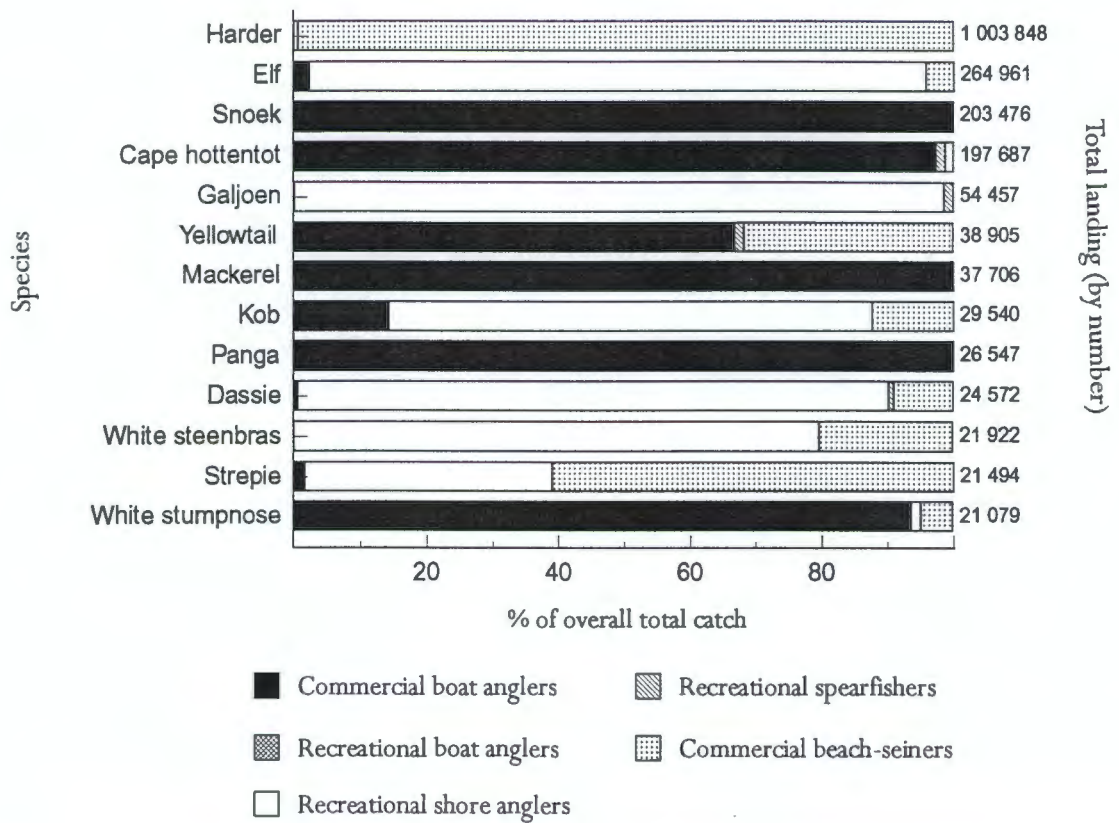 Harder 1 003 848
Elf 264 961
Snoek 203 476
Cape hottentot 197 687
Galjoen 54 457
Yellowtail 38 905
Mackerel 37 706
Kob 29 540
Panga 26 547
Dassie 24 572
White steenbras 21 922
Strepie 21 494
White stumpnose 21 079
Species
Total landing (by number)
20 40 60 80
% of overall total catch
Commercial boat anglers Recreational spearfishers
Recreational boat anglers Commercial beach-seiners
Recreational shore anglers